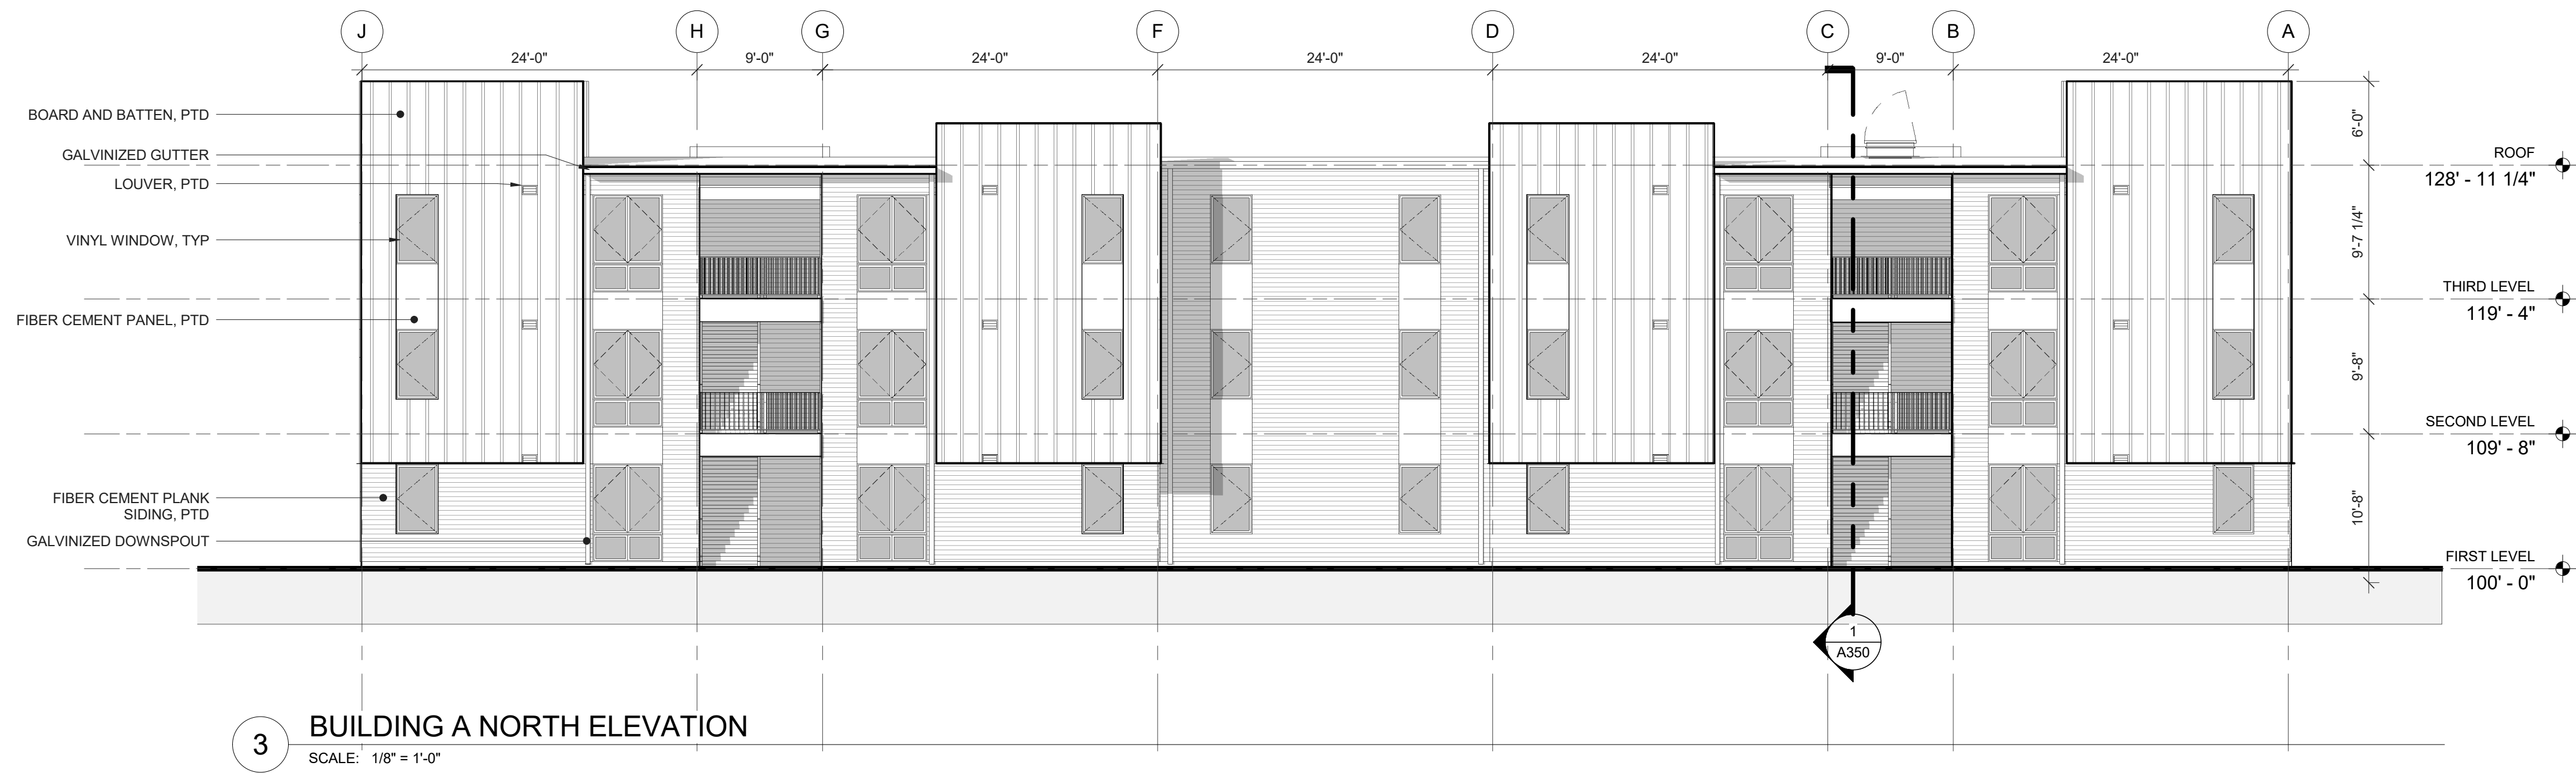 J H G F D C B A
24'-0" 9'-0" 24'-0" 24'-0" 24'-0" 9'-0" 24'-0"
BOARD AND BATTEN, PTD
GALVINIZED GUTTER
LOUVER, PTD
VINYL WINDOW, TYP
FIBER CEMENT PANEL, PTD
FIBER CEMENT PLANK
SIDING, PTD
GALVINIZED DOWNSPOUT
6'-0"
9'-7 1/4"
9'-8"
10'-8"
ROOF
128' - 11 1/4"
THIRD LEVEL
119' - 4"
SECOND LEVEL
109' - 8"
FIRST LEVEL
100' - 0"
1
A350
3
BUILDING A NORTH ELEVATION
SCALE: 1/8" = 1'-0"